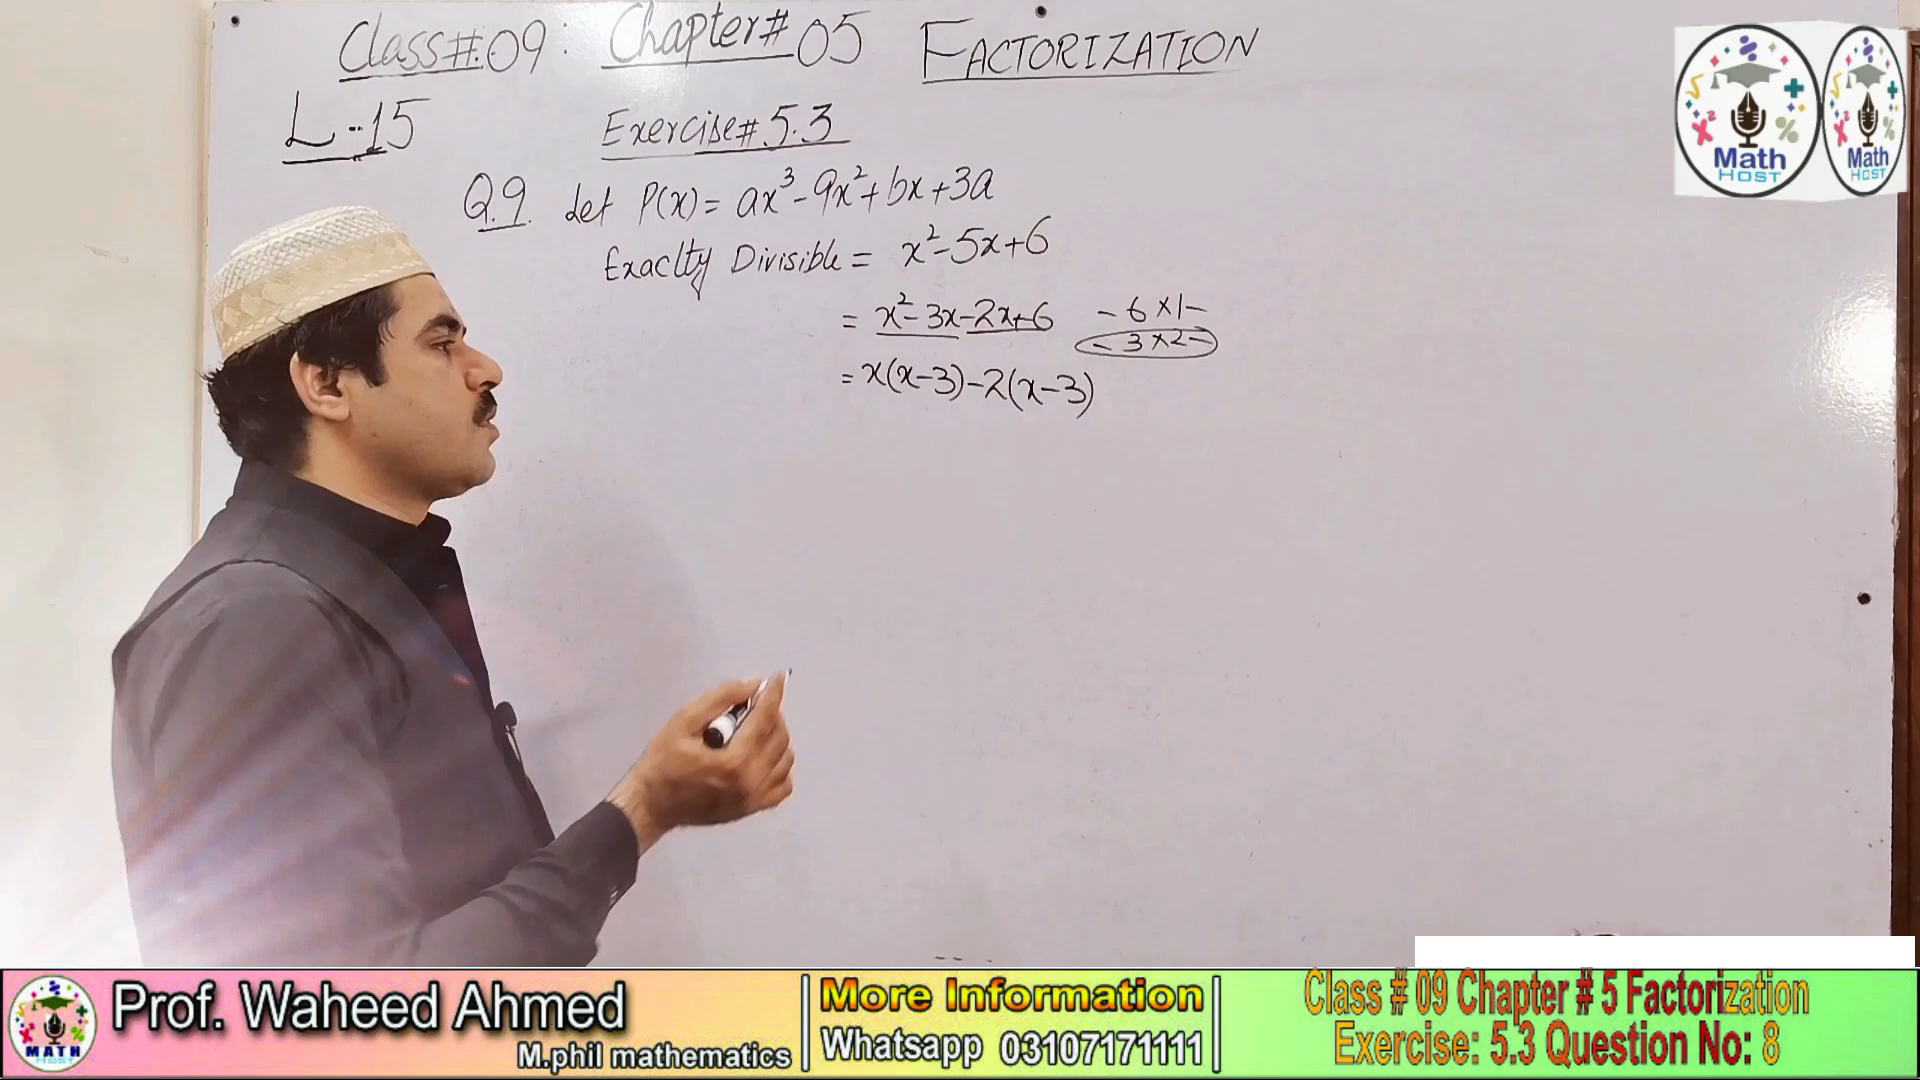 Class#:09: Chapter# 05 FACTORIZATION
L-15 Exercise#5.3
Q.9. Let P(x) = ax³-9x²+bx+3a
Exaclty Divisible = x²-5x+6
= x²-3x-2x+6 -6×1-
-3×2-
= x(x-3)-2(x-3)
Math
HOST
Math
HOST
MATH
HOST
Prof. Waheed Ahmed
M.phil mathematics
More Information
Whatsapp 03107171111
Class # 09 Chapter # 5 Factorization
Exercise: 5.3 Question No: 8